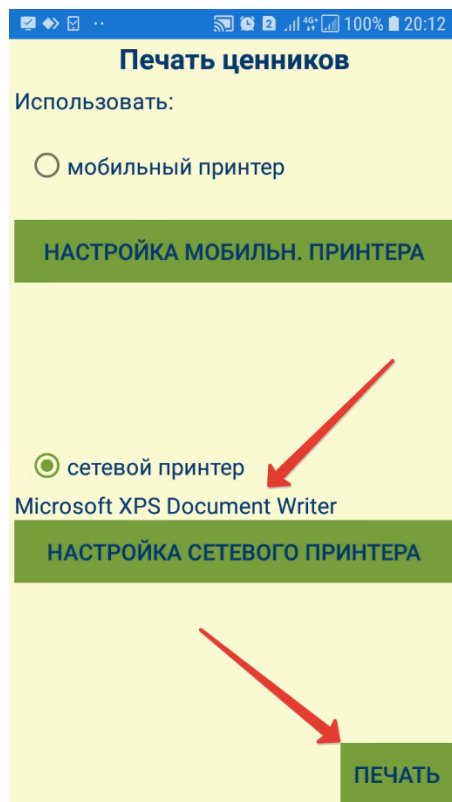 2 4G+ 100% 20:12
Печать ценников
Использовать:
мобильный принтер
НАСТРОЙКА МОБИЛЬН. ПРИНТЕРА
сетевой принтер
Microsoft XPS Document Writer
НАСТРОЙКА СЕТЕВОГО ПРИНТЕРА
ПЕЧАТЬ